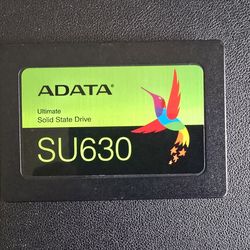 ADATA
Ultimate
Solid State Drive
SU630